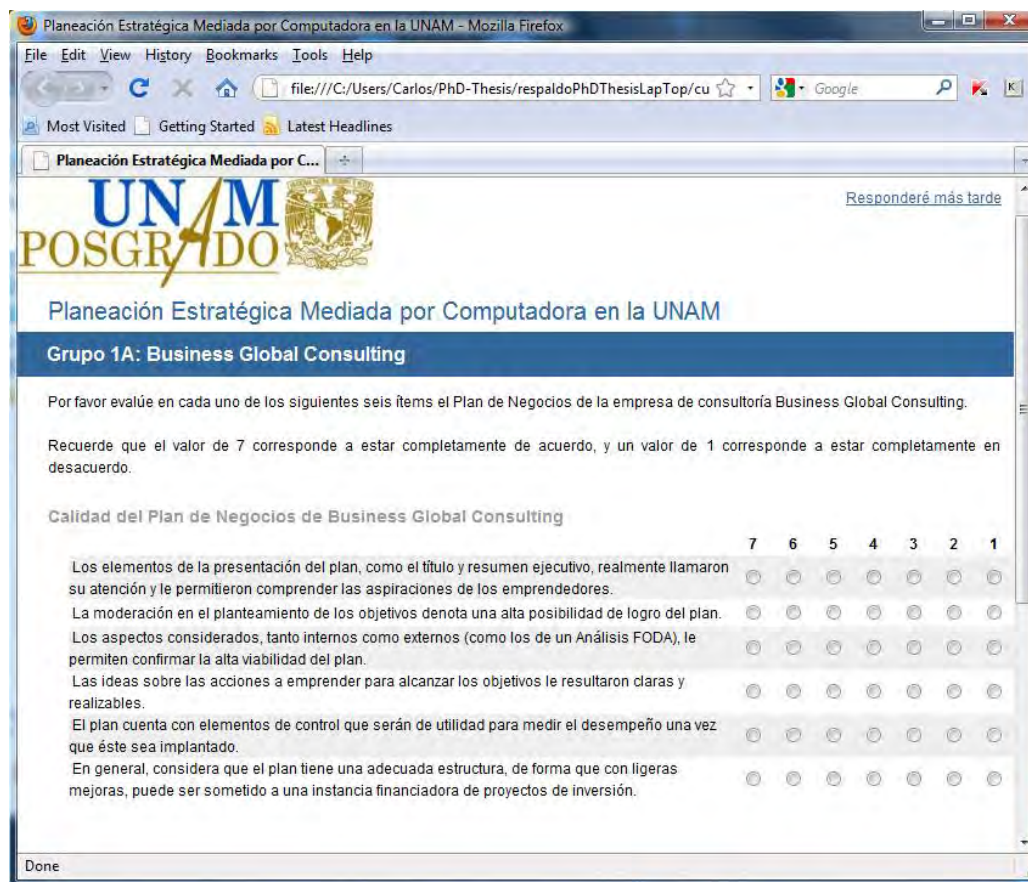 Planeación Estratégica Mediada por Computadora en la UNAM - Mozilla Firefox
File Edit View History Bookmarks Tools Help
file:///C:/Users/Carlos/PhD-Thesis/respaldoPhDThesisLapTop/cu Google
Most Visited Getting Started Latest Headlines
Planeación Estratégica Mediada por C...
UNAM
POSGRADO
Responderé más tarde
Planeación Estratégica Mediada por Computadora en la UNAM
Grupo 1A: Business Global Consulting
Por favor evalúe en cada uno de los siguientes seis ítems el Plan de Negocios de la empresa de consultoría Business Global Consulting.
Recuerde que el valor de 7 corresponde a estar completamente de acuerdo, y un valor de 1 corresponde a estar completamente en
desacuerdo.
Calidad del Plan de Negocios de Business Global Consulting
7 6 5 4 3 2 1
Los elementos de la presentación del plan, como el título y resumen ejecutivo, realmente llamaron
su atención y le permitieron comprender las aspiraciones de los emprendedores.
La moderación en el planteamiento de los objetivos denota una alta posibilidad de logro del plan.
Los aspectos considerados, tanto internos como externos (como los de un Análisis FODA), le
permiten confirmar la alta viabilidad del plan.
Las ideas sobre las acciones a emprender para alcanzar los objetivos le resultaron claras y
realizables.
El plan cuenta con elementos de control que serán de utilidad para medir el desempeño una vez
que éste sea implantado.
En general, considera que el plan tiene una adecuada estructura, de forma que con ligeras
mejoras, puede ser sometido a una instancia financiadora de proyectos de inversión.
Done